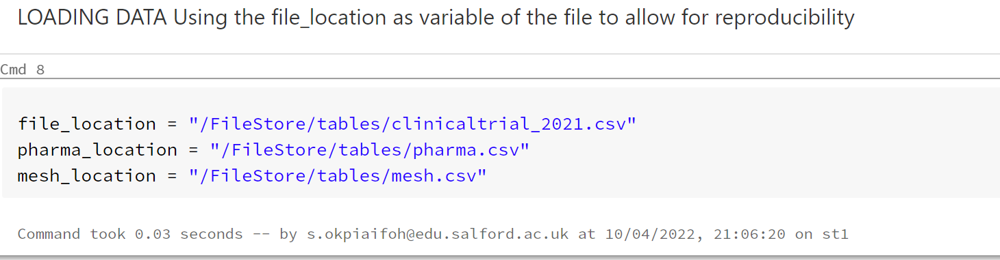 LOADING DATA Using the file_location as variable of the file to allow for reproducibility
Cmd 8
file_location = "/FileStore/tables/clinicaltrial_2021.csv"
pharma_location = "/FileStore/tables/pharma.csv"
mesh_location = "/FileStore/tables/mesh.csv"
Command took 0.03 seconds -- by s.okpiaifoh@edu.salford.ac.uk at 10/04/2022, 21:06:20 on st1